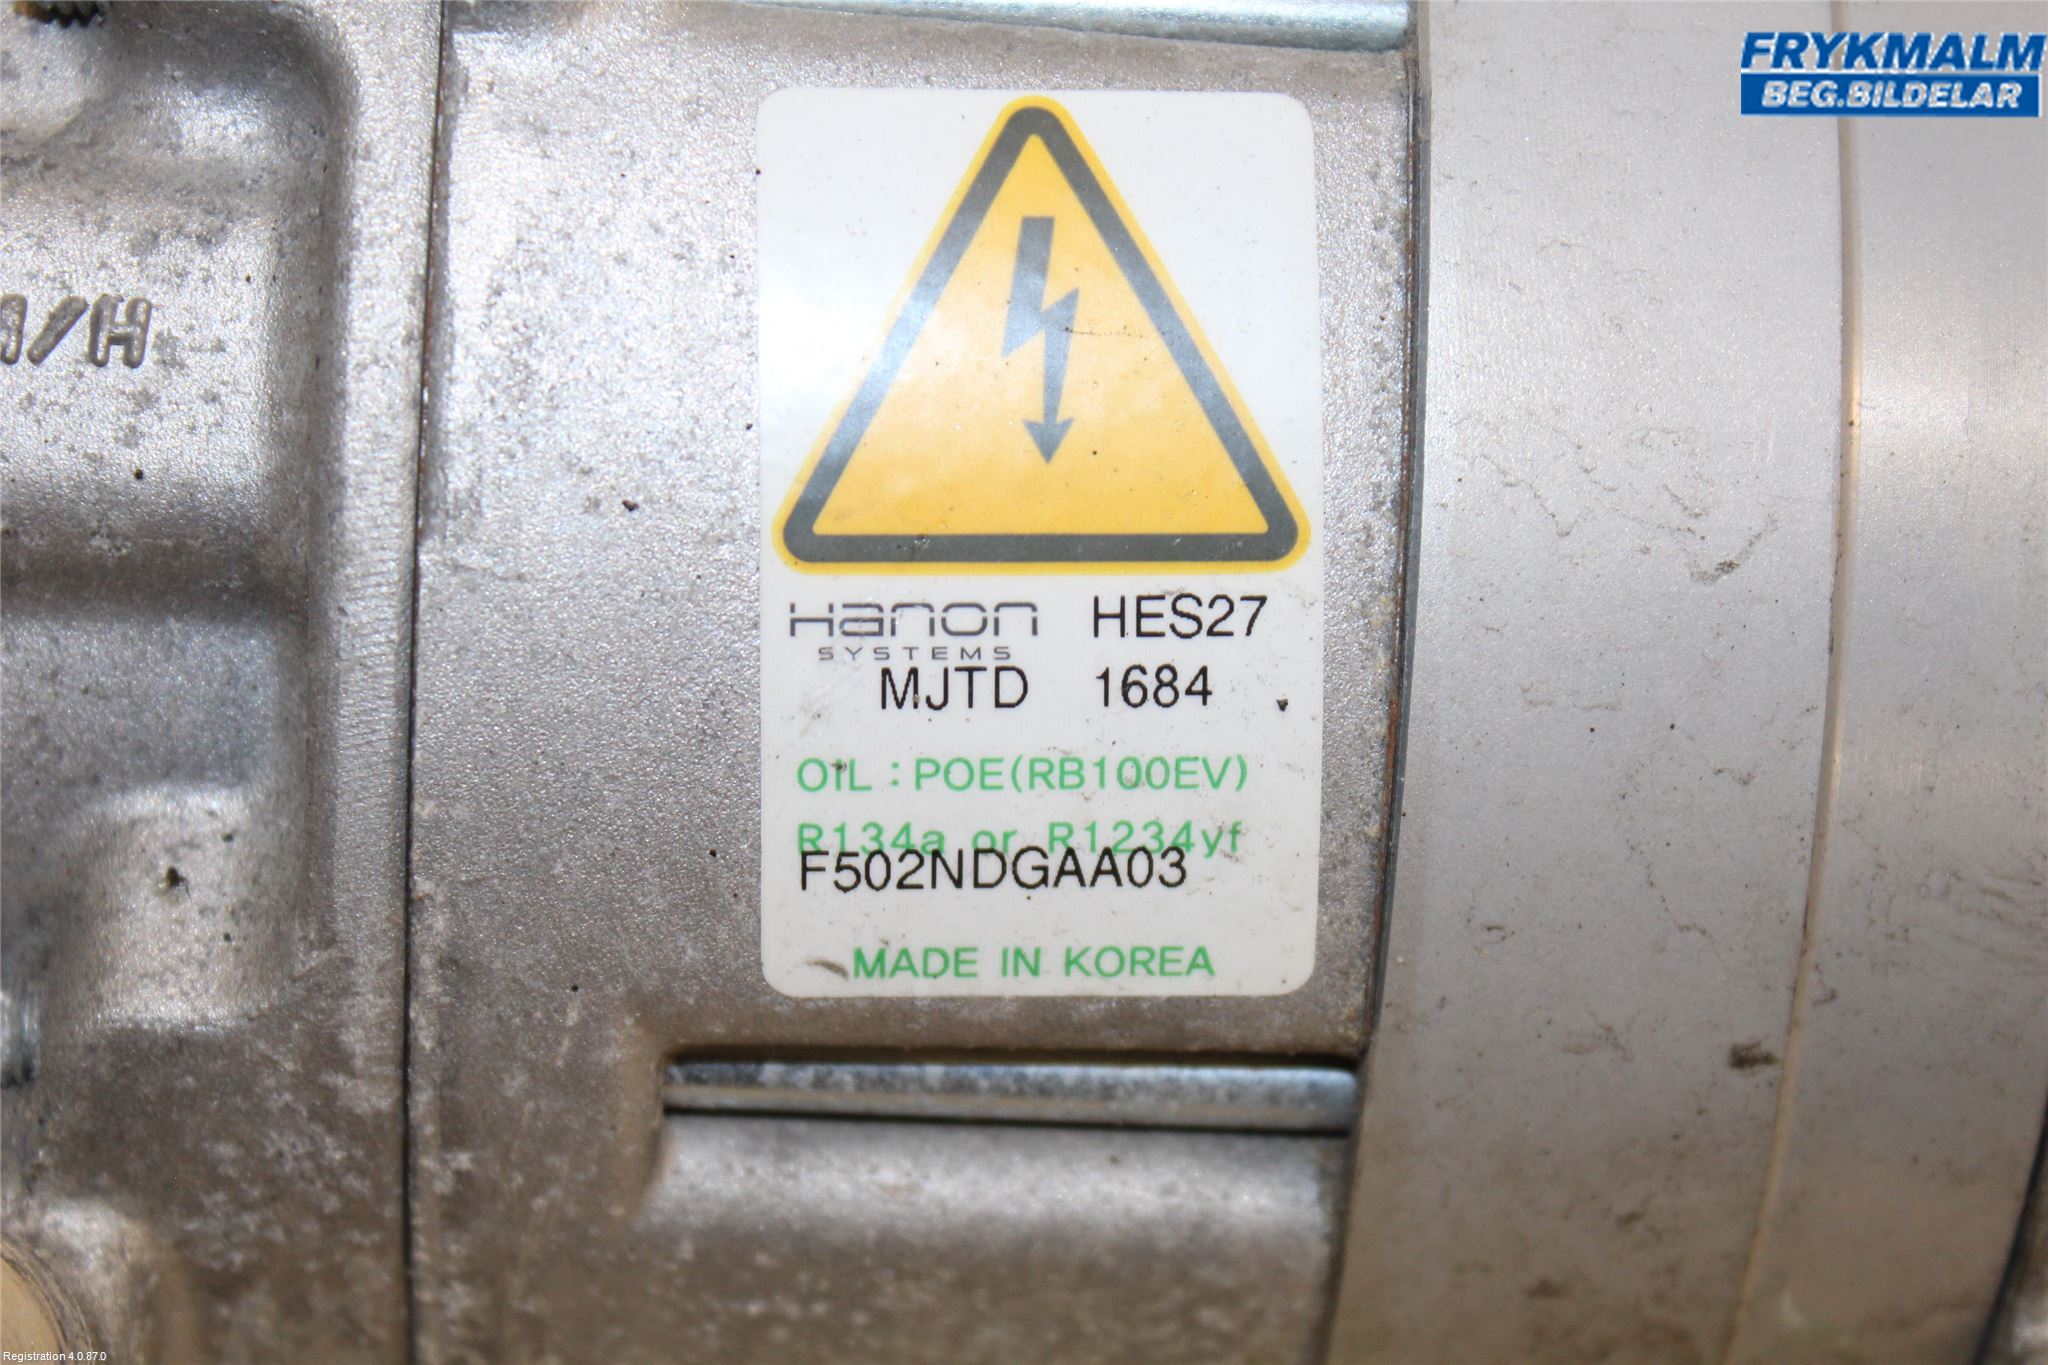 FRYKMALM
BEG.BILDELAR
/H
Hanon HES27
SYSTEMS
MJTD 1684
OIL : POE(RB100EV)
R134a or R1234yf
F502NDGAA03
MADE IN KOREA
Registration 4.0.87.0